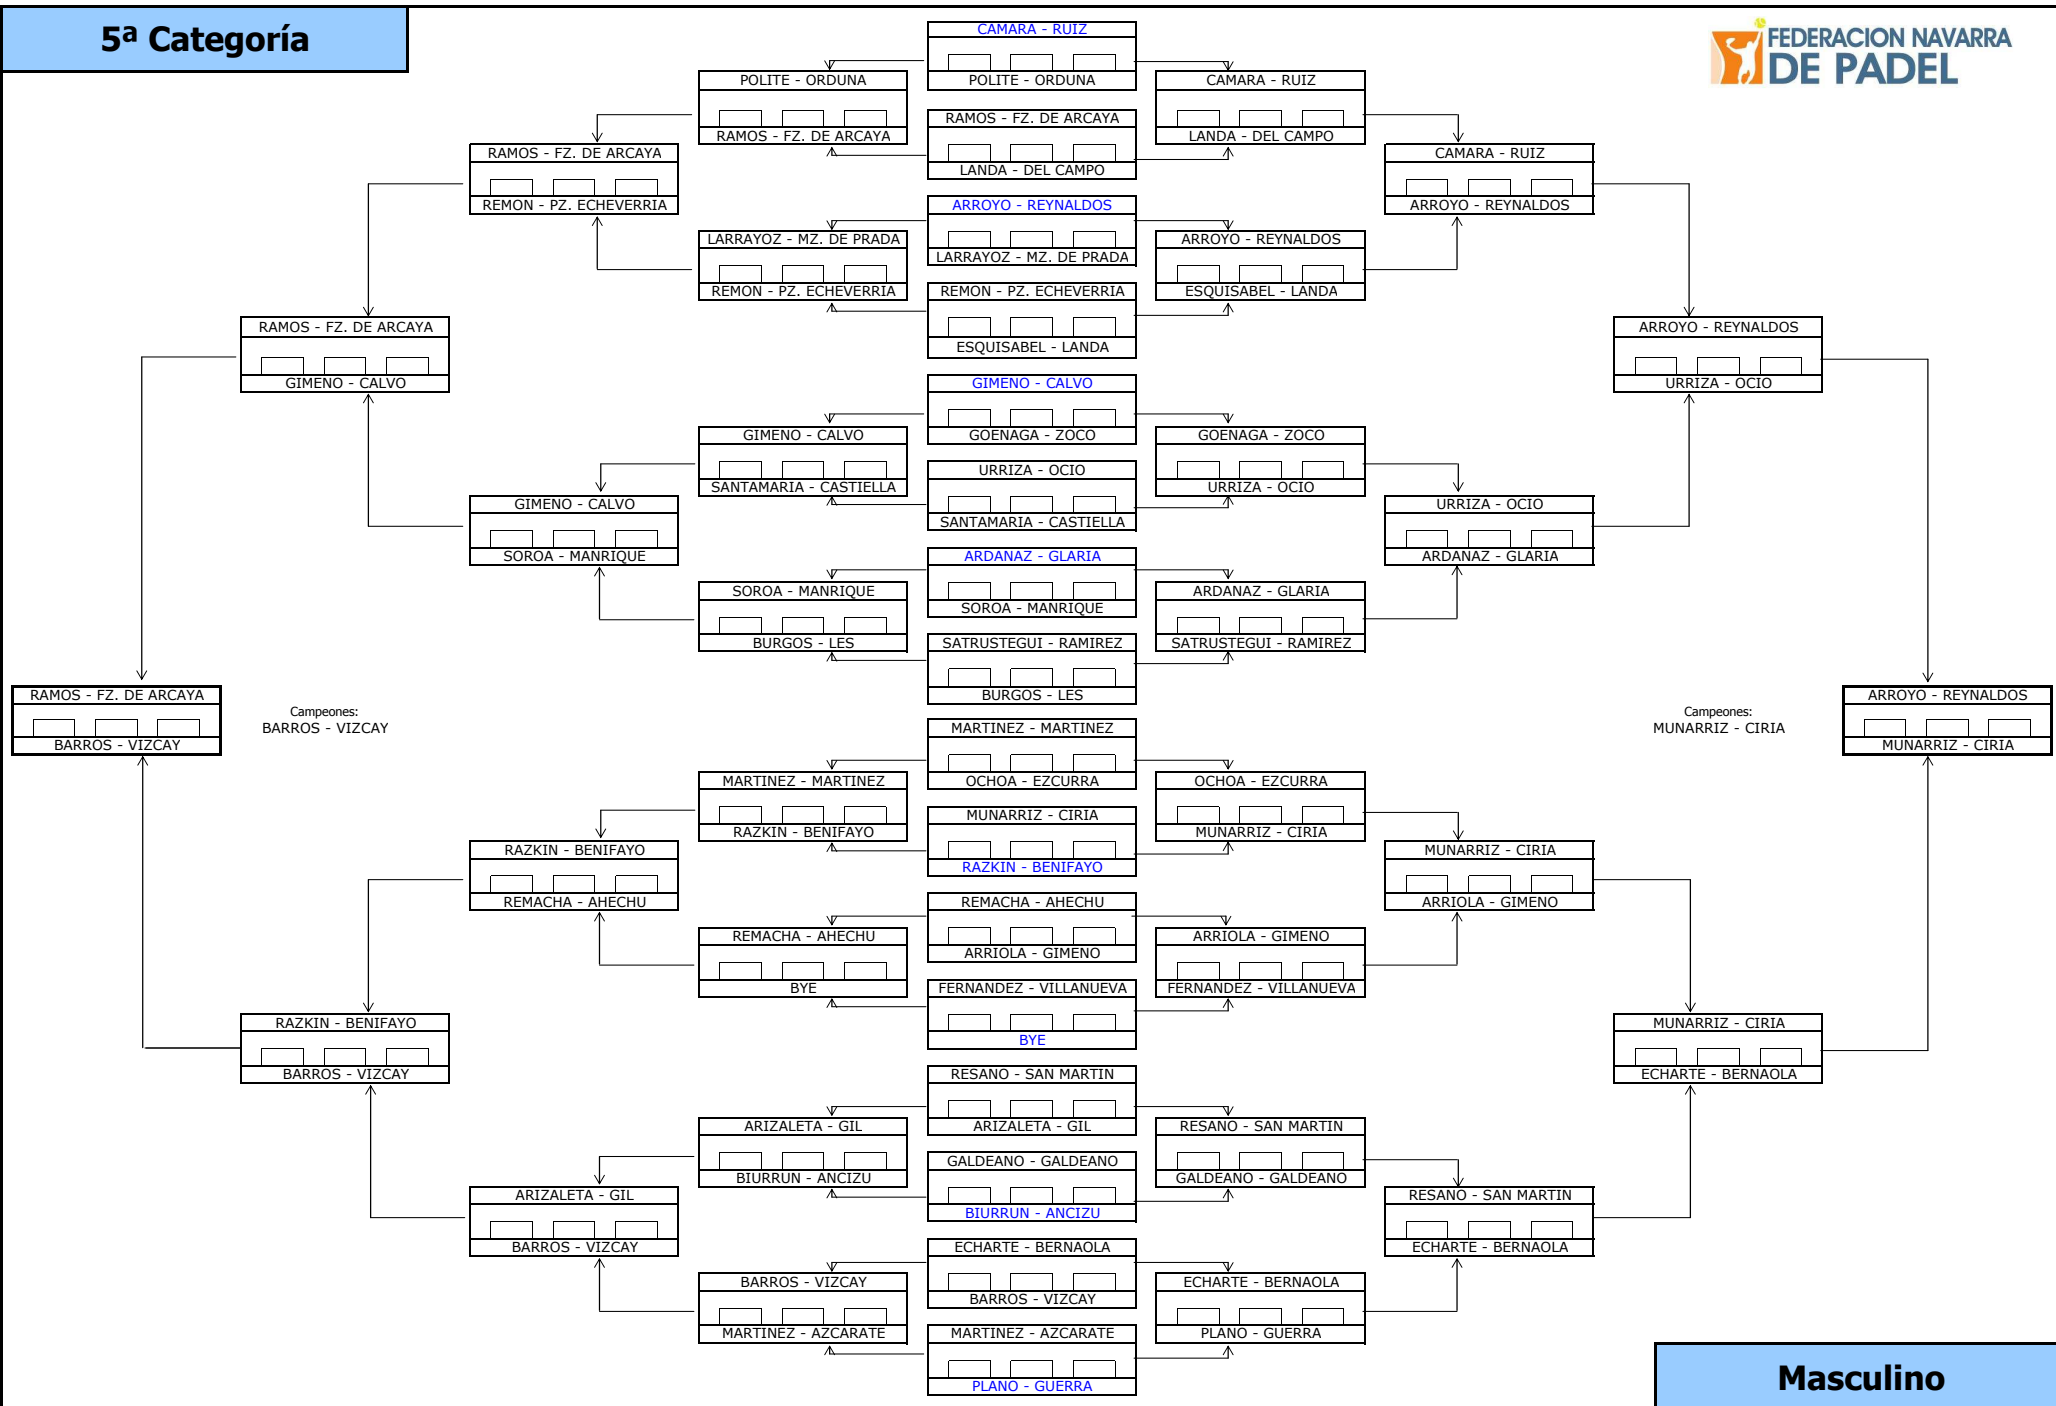 5ª Categoría
FEDERACION NAVARRA
DE PADEL
CAMARA - RUIZ
POLITE - ORDUNA
RAMOS - FZ. DE ARCAYA
LANDA - DEL CAMPO
ARROYO - REYNALDOS
LARRAYOZ - MZ. DE PRADA
REMON - PZ. ECHEVERRIA
ESQUISABEL - LANDA
GIMENO - CALVO
GOENAGA - ZOCO
URRIZA - OCIO
SANTAMARIA - CASTIELLA
ARDANAZ - GLARIA
SOROA - MANRIQUE
SATRUSTEGUI - RAMIREZ
BURGOS - LES
MARTINEZ - MARTINEZ
OCHOA - EZCURRA
MUNARRIZ - CIRIA
RAZKIN - BENIFAYO
REMACHA - AHECHU
ARRIOLA - GIMENO
FERNANDEZ - VILLANUEVA
BYE
RESANO - SAN MARTIN
ARIZALETA - GIL
GALDEANO - GALDEANO
BIURRUN - ANCIZU
ECHARTE - BERNAOLA
BARROS - VIZCAY
MARTINEZ - AZCARATE
PLANO - GUERRA
POLITE - ORDUNA
RAMOS - FZ. DE ARCAYA
LARRAYOZ - MZ. DE PRADA
REMON - PZ. ECHEVERRIA
GIMENO - CALVO
SANTAMARIA - CASTIELLA
SOROA - MANRIQUE
BURGOS - LES
MARTINEZ - MARTINEZ
RAZKIN - BENIFAYO
REMACHA - AHECHU
BYE
ARIZALETA - GIL
BIURRUN - ANCIZU
BARROS - VIZCAY
MARTINEZ - AZCARATE
RAMOS - FZ. DE ARCAYA
REMON - PZ. ECHEVERRIA
GIMENO - CALVO
SOROA - MANRIQUE
RAZKIN - BENIFAYO
REMACHA - AHECHU
ARIZALETA - GIL
BARROS - VIZCAY
RAMOS - FZ. DE ARCAYA
GIMENO - CALVO
RAZKIN - BENIFAYO
BARROS - VIZCAY
RAMOS - FZ. DE ARCAYA
BARROS - VIZCAY
Campeones:
BARROS - VIZCAY
CAMARA - RUIZ
LANDA - DEL CAMPO
ARROYO - REYNALDOS
ESQUISABEL - LANDA
GOENAGA - ZOCO
URRIZA - OCIO
ARDANAZ - GLARIA
SATRUSTEGUI - RAMIREZ
OCHOA - EZCURRA
MUNARRIZ - CIRIA
ARRIOLA - GIMENO
FERNANDEZ - VILLANUEVA
RESANO - SAN MARTIN
GALDEANO - GALDEANO
ECHARTE - BERNAOLA
PLANO - GUERRA
CAMARA - RUIZ
ARROYO - REYNALDOS
URRIZA - OCIO
ARDANAZ - GLARIA
MUNARRIZ - CIRIA
ARRIOLA - GIMENO
RESANO - SAN MARTIN
ECHARTE - BERNAOLA
ARROYO - REYNALDOS
URRIZA - OCIO
MUNARRIZ - CIRIA
ECHARTE - BERNAOLA
Campeones:
MUNARRIZ - CIRIA
ARROYO - REYNALDOS
MUNARRIZ - CIRIA
Masculino